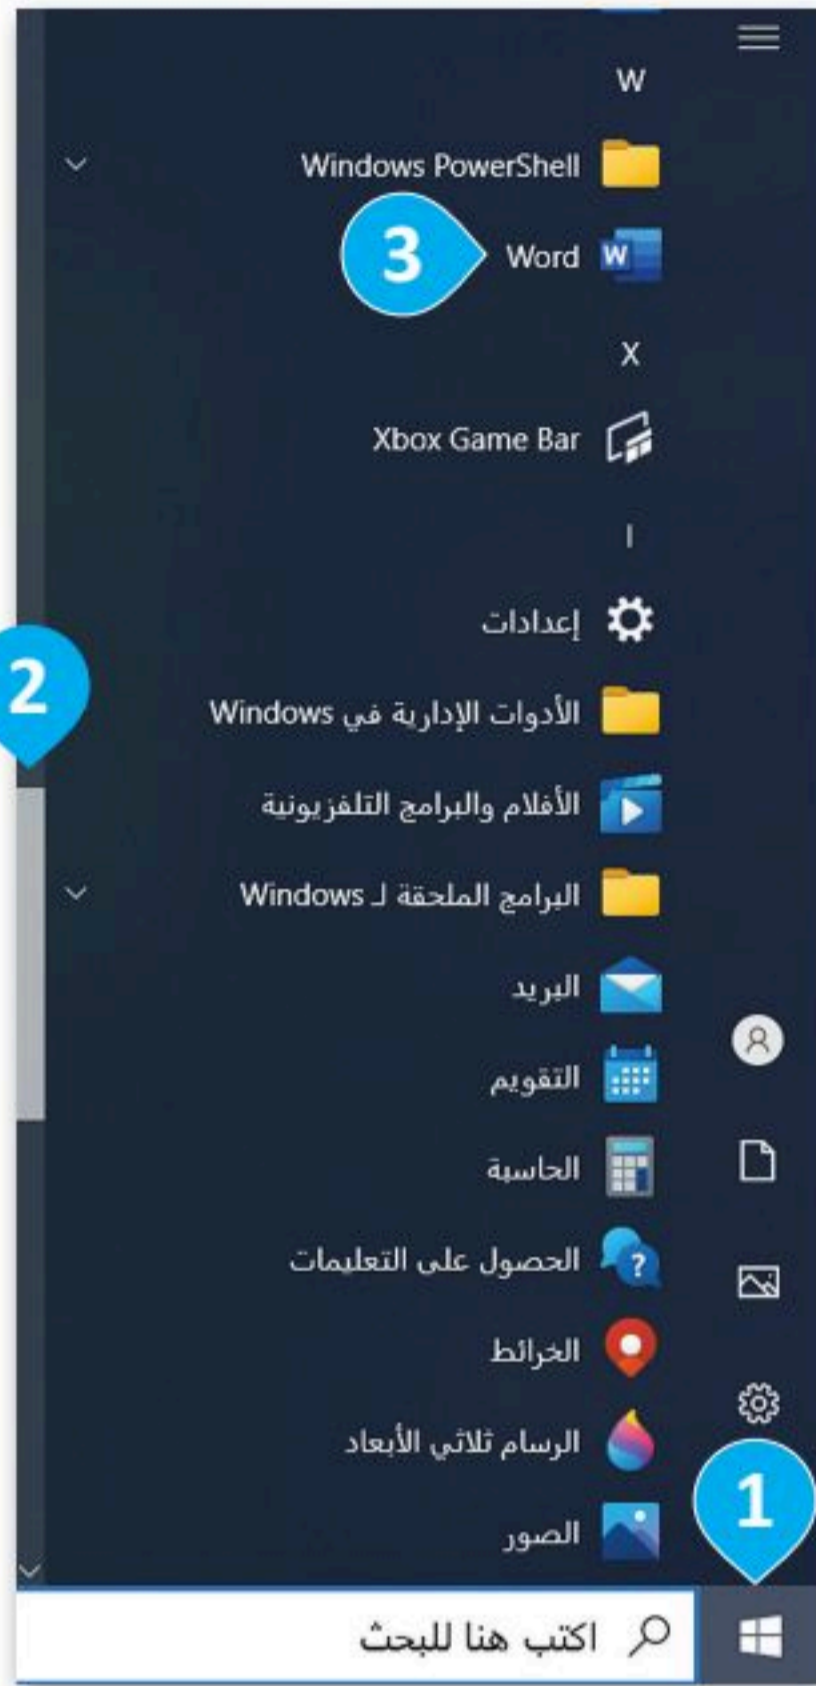 W
Windows PowerShell
3
Word
X
Xbox Game Bar
إ
إعدادات
2
الأدوات الإدارية في Windows
الأفلام والبرامج التلفزيونية
البرامج الملحقة لـ Windows
البريد
التقويم
الحاسبة
الحصول على التعليمات
الخرائط
الرسام ثلاثي الأبعاد
1
الصور
اكتب هنا للبحث